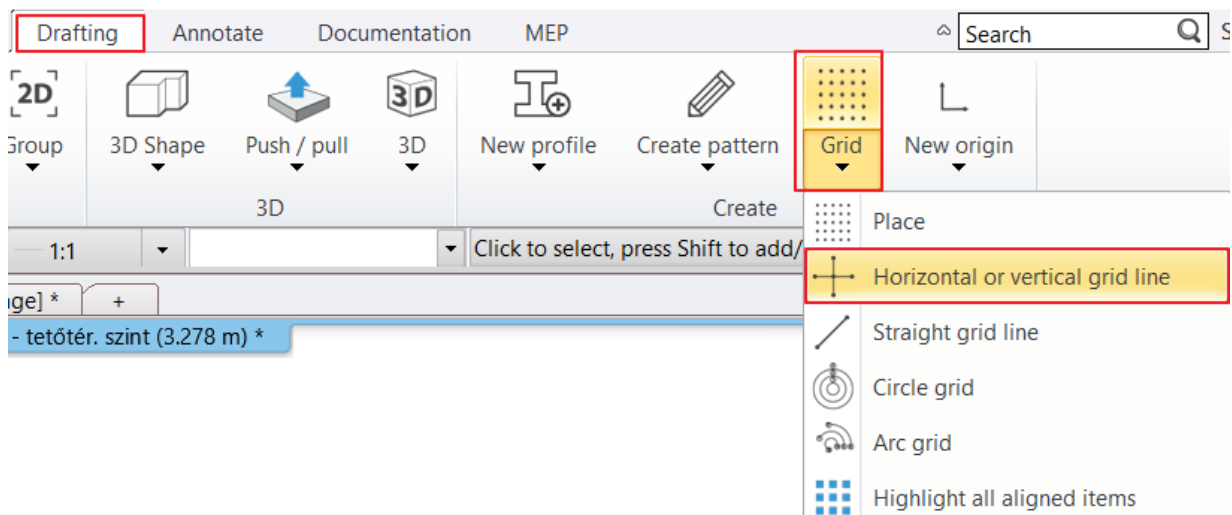 Drafting Annotate Documentation MEP Search
2D 3D
Group 3D Shape Push / pull 3D New profile Create pattern Grid New origin
3D Create
Place
1:1 Click to select, press Shift to add/
Horizontal or vertical grid line
age] * +
- tetőtér. szint (3.278 m) *
Straight grid line
Circle grid
Arc grid
Highlight all aligned items